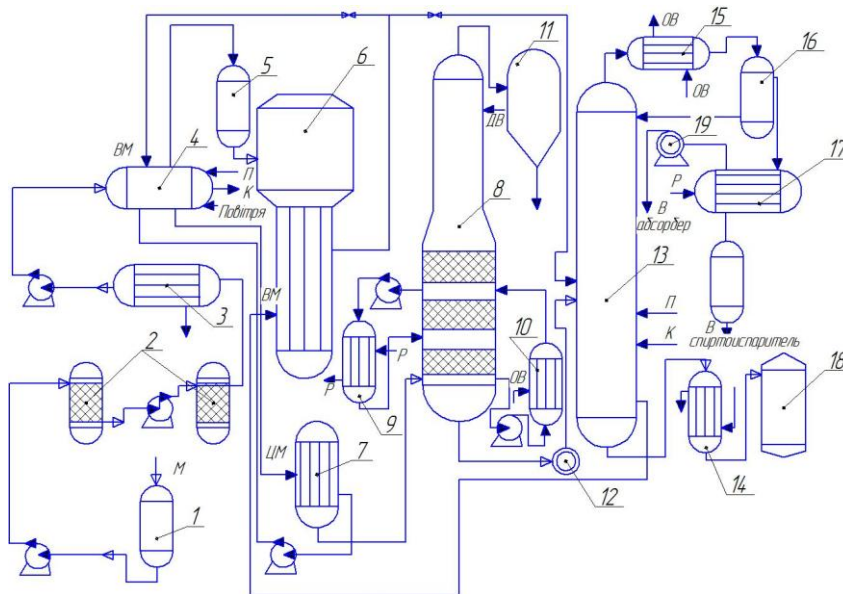 ОВ
15
16
11
5
6
ОВ
ДВ
ВМ
19
4
П
К
Р
17
Повітря
8
В
абсорбер
13
3
ВМ
10
П
К
2
Р
В
спиртоиспаритель
ОВ
18
Р
9
ЦМ
7
М
12
14
1